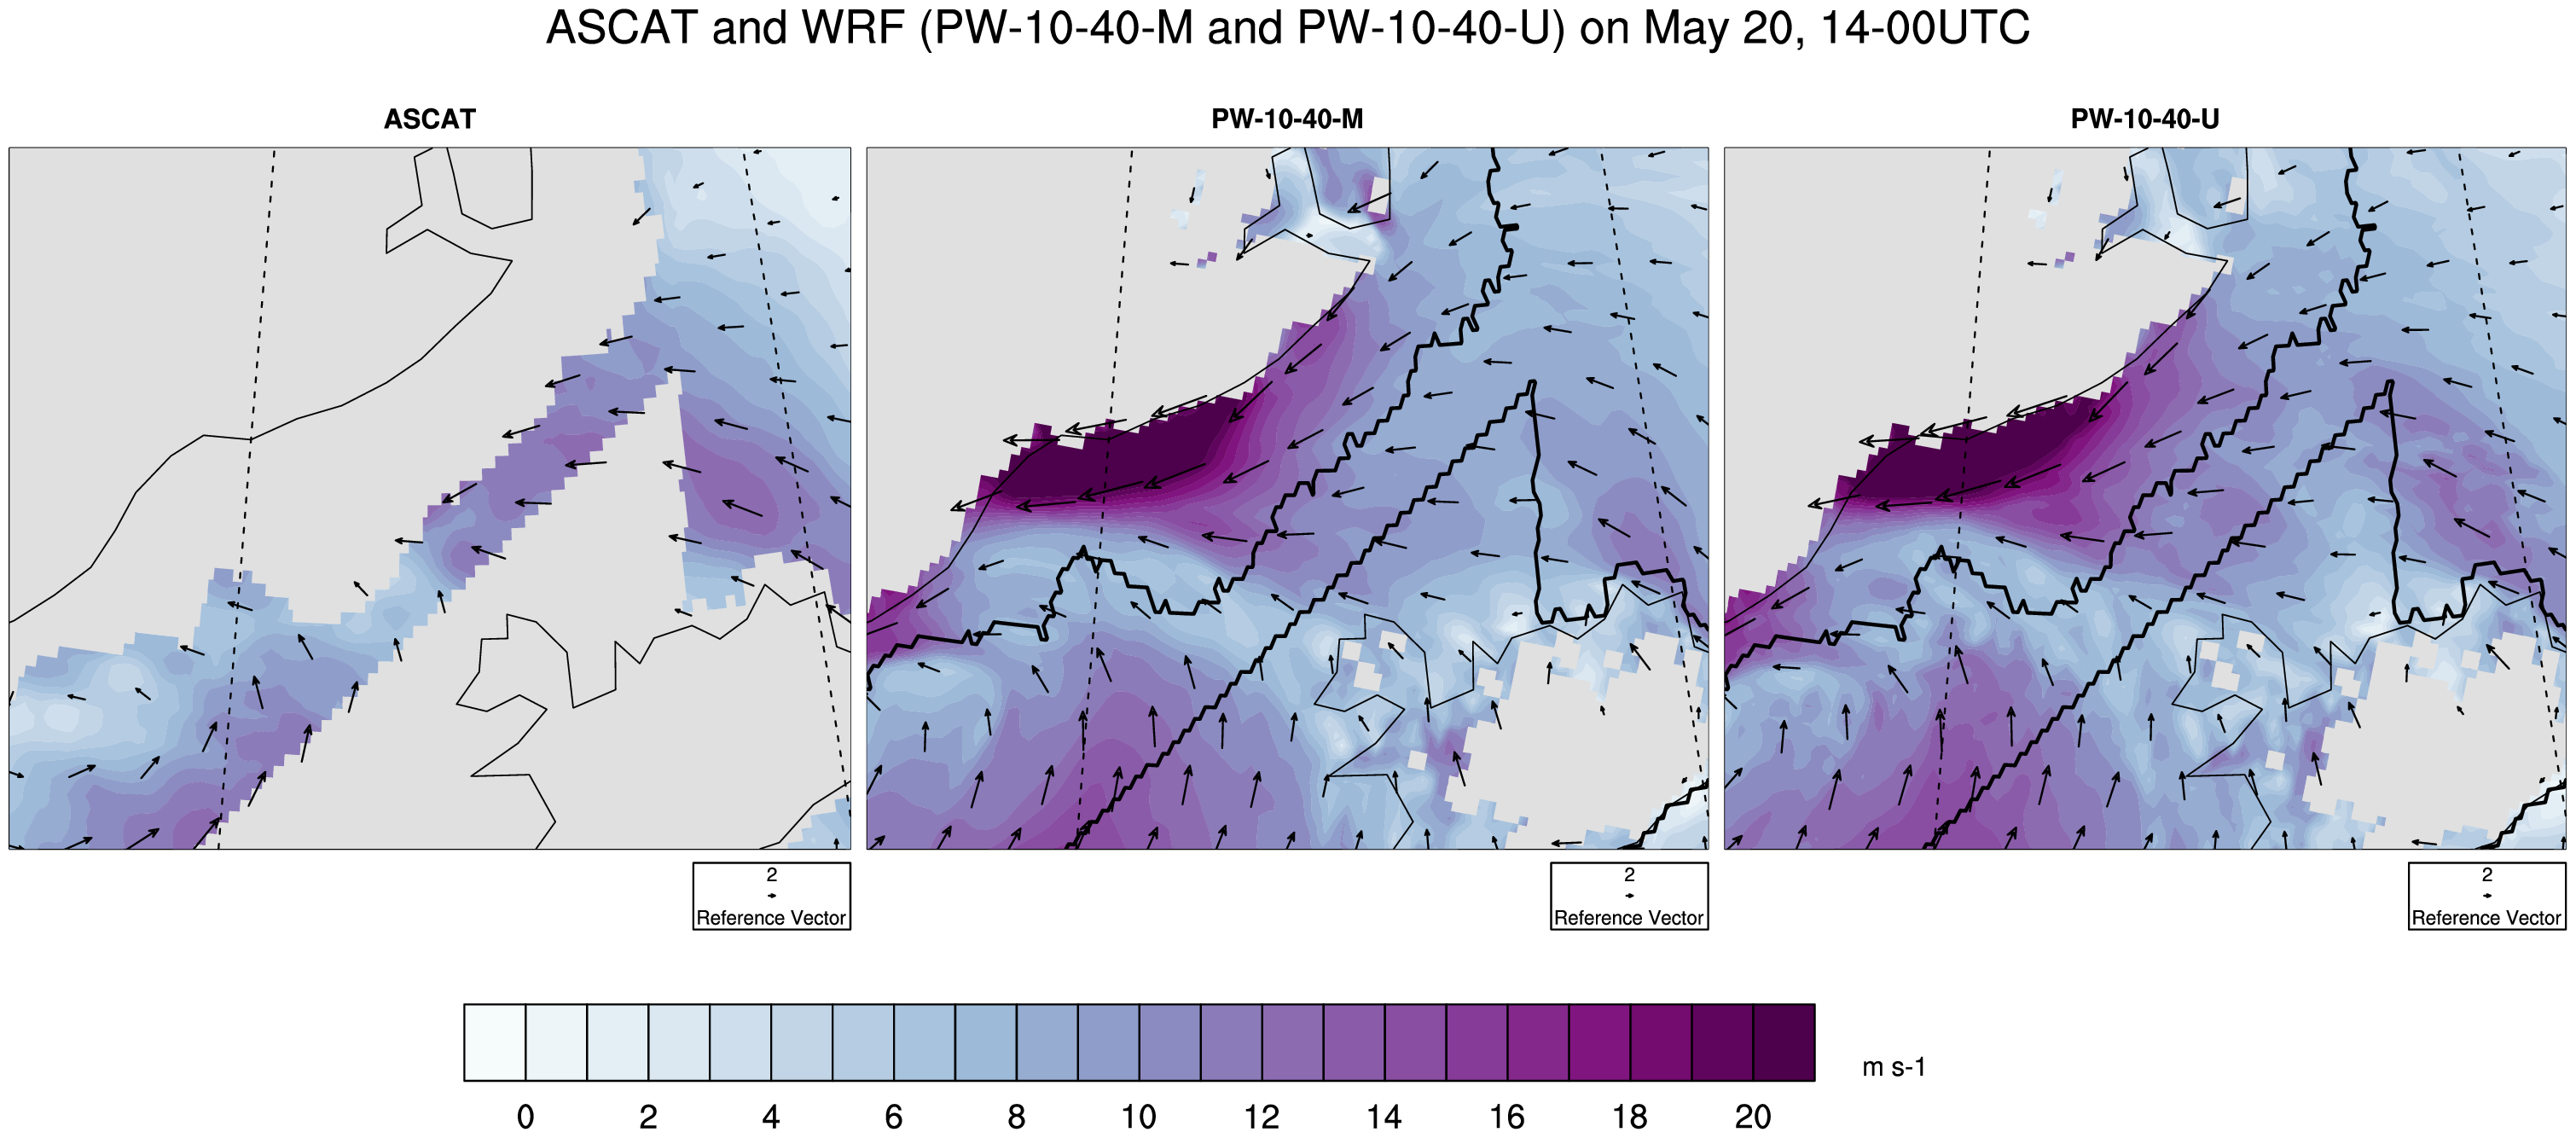 ASCAT and WRF (PW-10-40-M and PW-10-40-U) on May 20, 14-00UTC
ASCAT
PW-10-40-M
PW-10-40-U
2
Reference Vector
2
Reference Vector
2
Reference Vector
m s-1
0 2 4 6 8 10 12 14 16 18 20